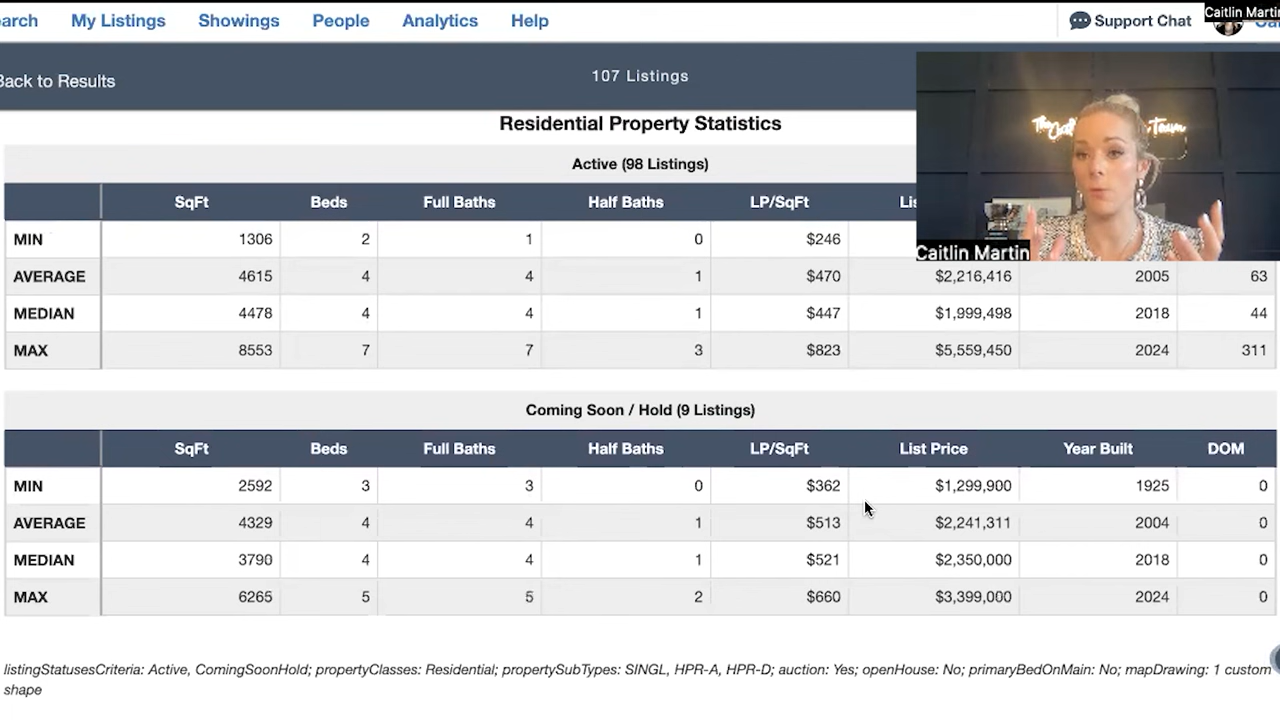 earch My Listings Showings People Analytics Help Support Chat Caitlin Martin
Back to Results 107 Listings
Residential Property Statistics
Active (98 Listings)
SqFt Beds Full Baths Half Baths LP/SqFt
MIN 1306 2 1 0 $246
AVERAGE 4615 4 4 1 $470 $2,216,416 2005 63
MEDIAN 4478 4 4 1 $447 $1,999,498 2018 44
MAX 8553 7 7 3 $823 $5,559,450 2024 311
The Team
Caitlin Martin
Coming Soon / Hold (9 Listings)
SqFt Beds Full Baths Half Baths LP/SqFt List Price Year Built DOM
MIN 2592 3 3 0 $362 $1,299,900 1925 0
AVERAGE 4329 4 4 1 $513 $2,241,311 2004 0
MEDIAN 3790 4 4 1 $521 $2,350,000 2018 0
MAX 6265 5 5 2 $660 $3,399,000 2024 0
listingStatusesCriteria: Active, ComingSoonHold; propertyClasses: Residential; propertySubTypes: SINGL, HPR-A, HPR-D; auction: Yes; openHouse: No; primaryBedOnMain: No; mapDrawing: 1 custom
shape